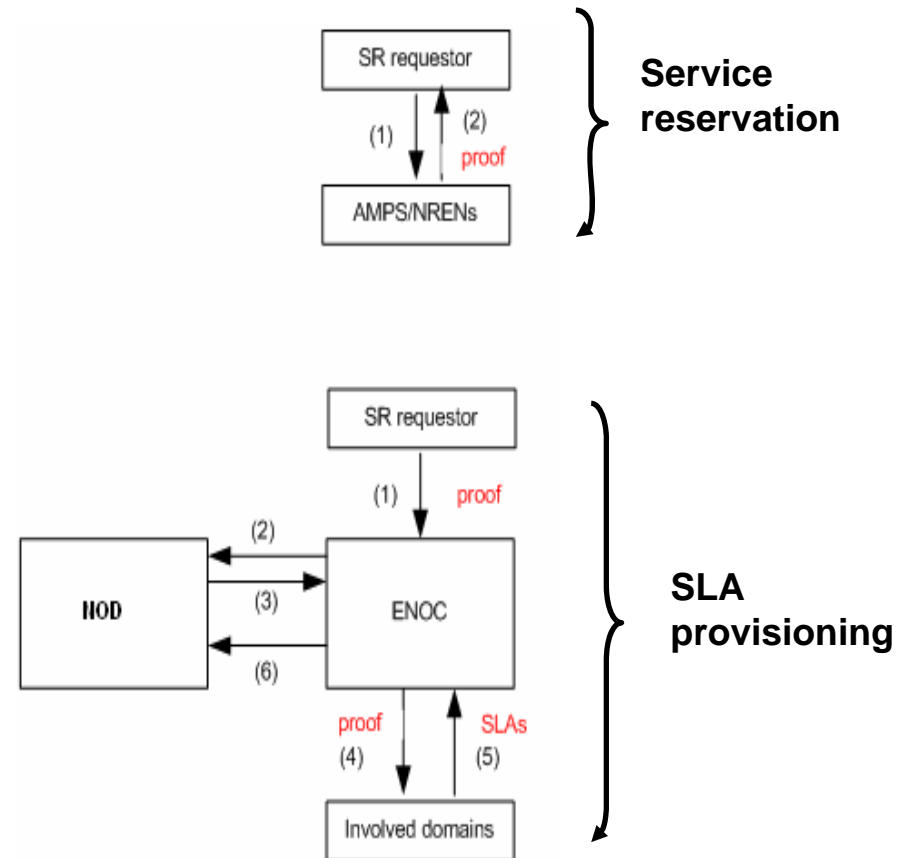 SR requestor
Service
reservation
(1)
(2)
proof
AMPS/NRENs
SR requestor
(1)
proof
(2)
NOD
(3)
ENOC
SLA
provisioning
(6)
proof
SLAs
(4)
(5)
Involved domains